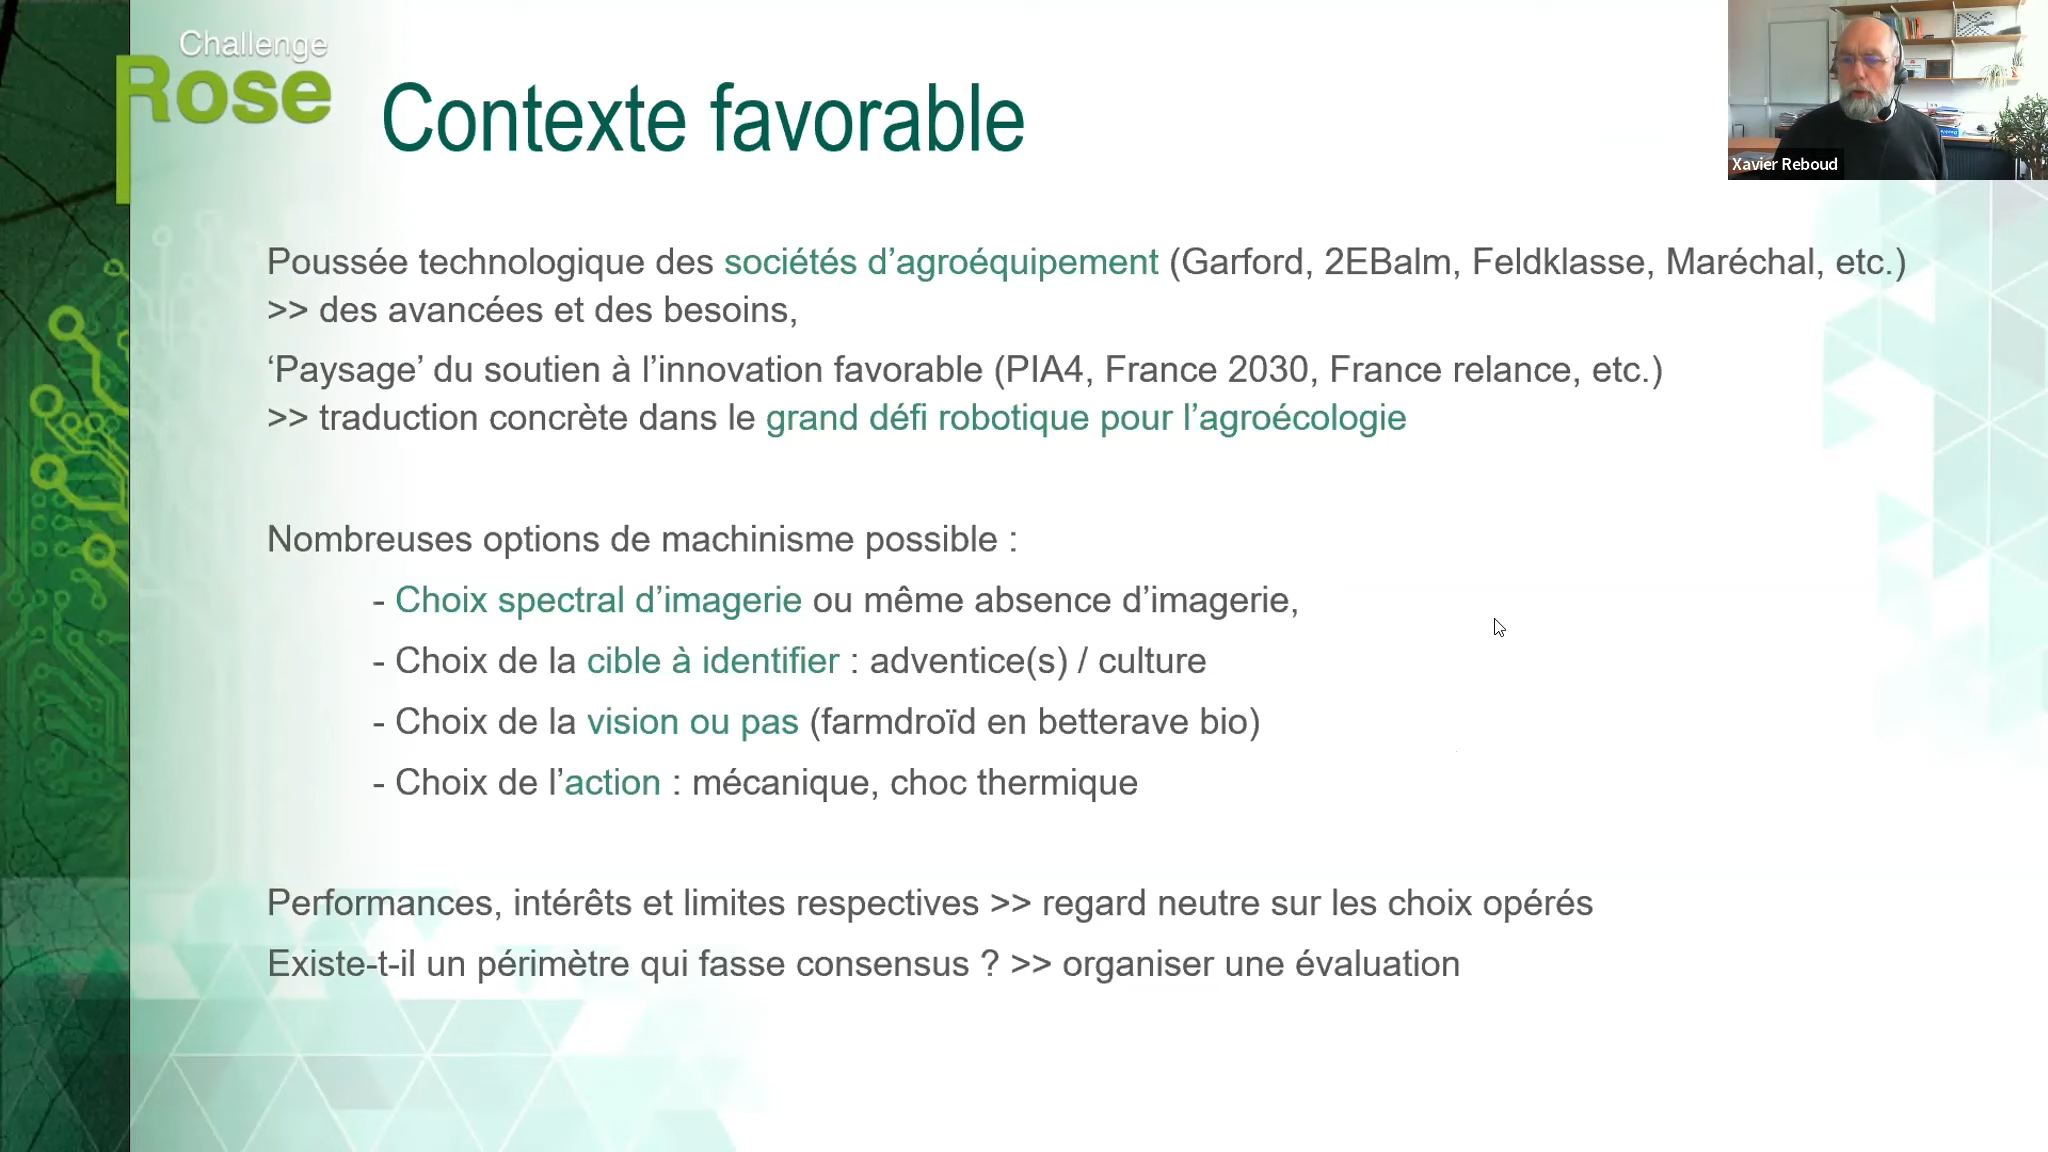 Challenge
Rose
Contexte favorable
Xavier Reboud
Poussée technologique des sociétés d’agroéquipement (Garford, 2EBalm, Feldklasse, Maréchal, etc.)
>> des avancées et des besoins,
‘Paysage’ du soutien à l’innovation favorable (PIA4, France 2030, France relance, etc.)
>> traduction concrète dans le grand défi robotique pour l’agroécologie
Nombreuses options de machinisme possible :
- Choix spectral d’imagerie ou même absence d’imagerie,
- Choix de la cible à identifier : adventice(s) / culture
- Choix de la vision ou pas (farmdroïd en betterave bio)
- Choix de l’action : mécanique, choc thermique
Performances, intérêts et limites respectives >> regard neutre sur les choix opérés
Existe-t-il un périmètre qui fasse consensus ? >> organiser une évaluation